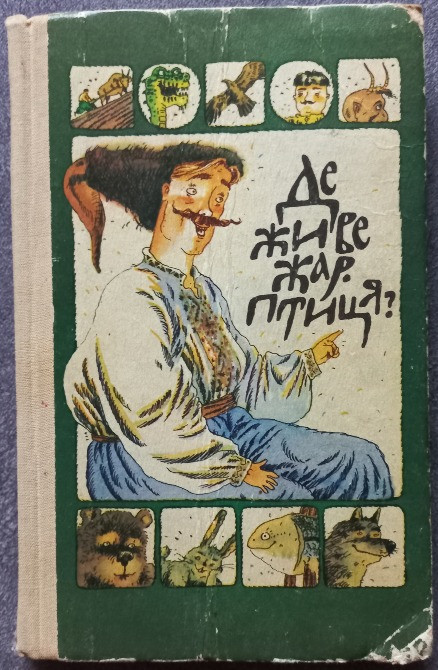 Де
живе
жар-
птиця?